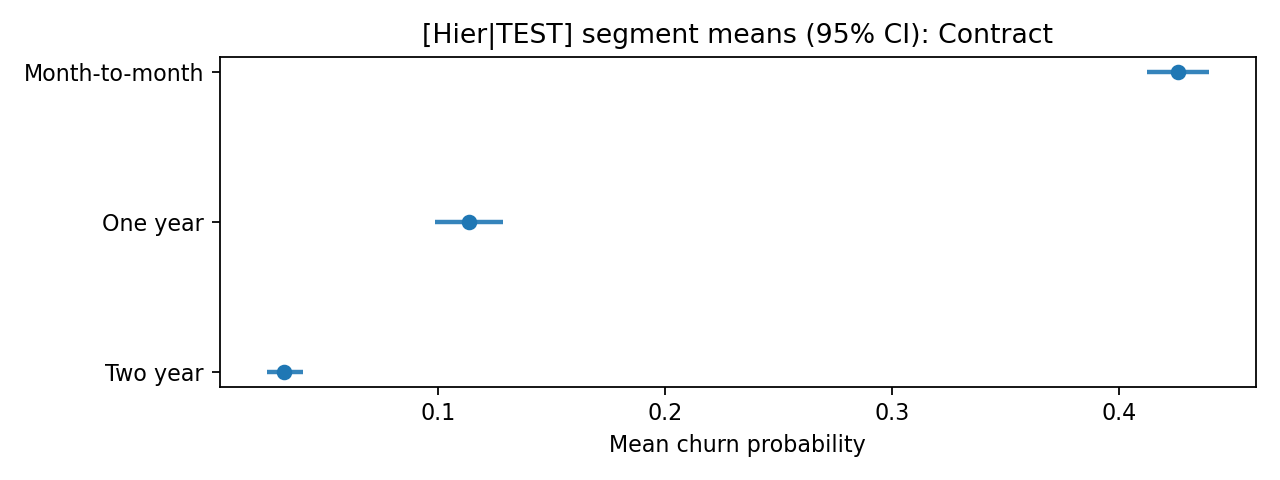 [Hier|TEST] segment means (95% CI): Contract
Month-to-month
One year
Two year
0.1 0.2 0.3 0.4
Mean churn probability